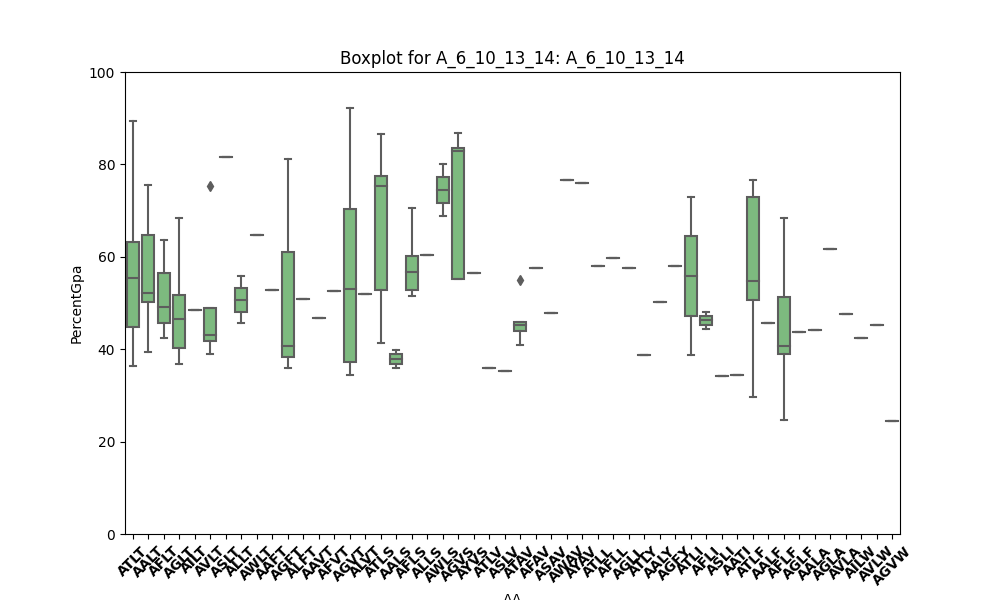 Boxplot for A_6_10_13_14: A_6_10_13_14
100
80
60
40
20
0
PercentGpa
ATLT AALT AFLT AGLT AILT AVLT ASLT ALLT AWLT AAFT AGFT ALFT AAVT AFVT AGVT ALVT ATLS AALS AFLS ALLS AWLS AGVS AYVS ATLV ASLV ATAV AFAV ASAV AWAV AYAV ATLL AFLL AGLL ATLY AALY AGFY ATLI AFLI ASLI AATI ATLF AALF AFLF AGLF AALA AGLA AVLA AILW AVLW AGVW
AA